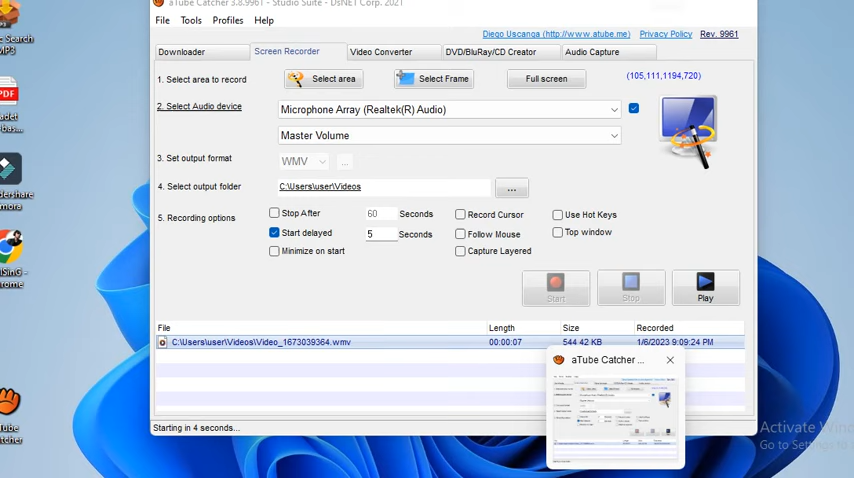 aTube Catcher 3.8.9961 - Studio Suite - DsNET Corp. 2021
File Tools Profiles Help
Diego Uscanga (http://www.atube.me) Privacy Policy Rev. 9961
Downloader Screen Recorder Video Converter DVD/BluRay/CD Creator Audio Capture
1. Select area to record Select area Select Frame Full screen (105,111,1194,720)
2. Select Audio device Microphone Array (Realtek(R) Audio)
Master Volume
3. Set output format WMV ...
4. Select output folder C:\Users\user\Videos ...
5. Recording options Stop After 60 Seconds Record Cursor Use Hot Keys
Start delayed 5 Seconds Follow Mouse Top window
Minimize on start Capture Layered
Start Stop Play
File Length Size Recorded
C:\Users\user\Videos\Video_1673039364.wmv 00:00:07 544 42 KB 1/6/2023 9:09:24 PM
aTube Catcher ...
Starting in 4 seconds...
Activate Win
Go to Settings to
Search
MP3
PDF
bas...
Catcher